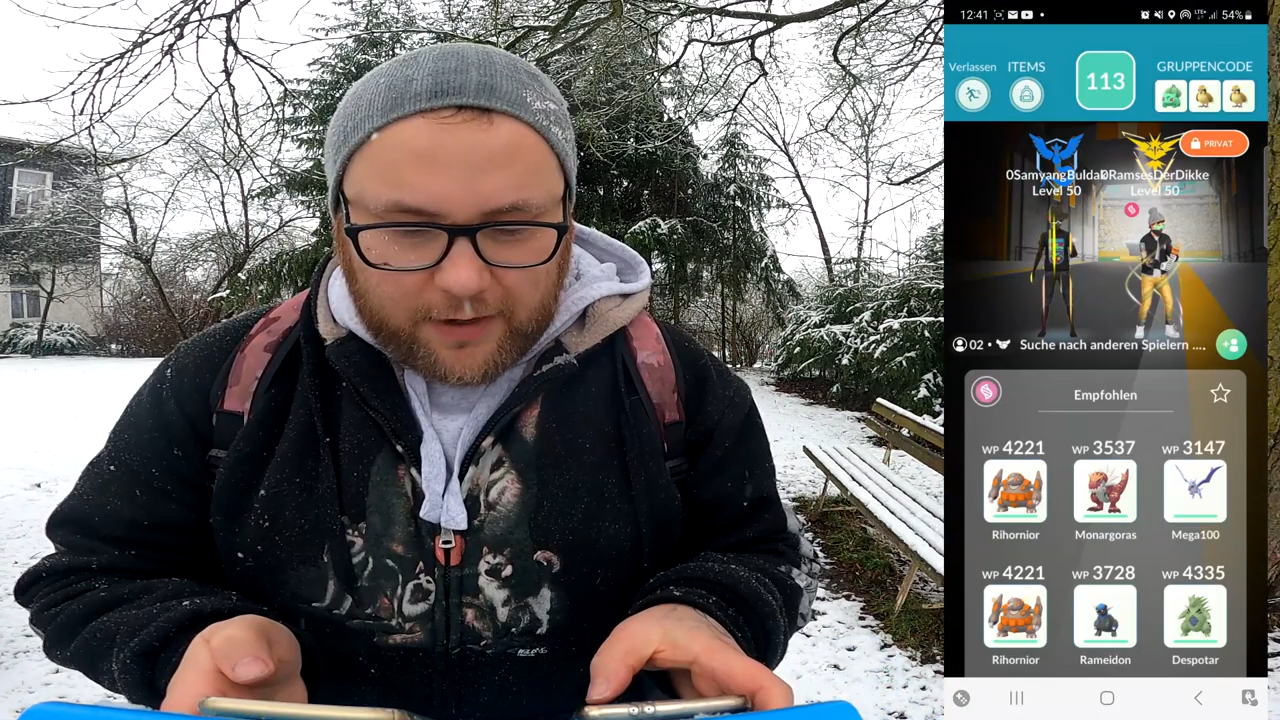 12:41
LTE+
54%
Verlassen
ITEMS
113
GRUPPENCODE
PRIVAT
0SamyangBuldak
Level 50
0RamsesDerDikke
Level 50
02 • Suche nach anderen Spielern ....
Empfohlen
WP 4221
WP 3537
WP 3147
Rihornior
Monargoras
Mega100
WP 4221
WP 3728
WP 4335
Rihornior
Rameidon
Despotar